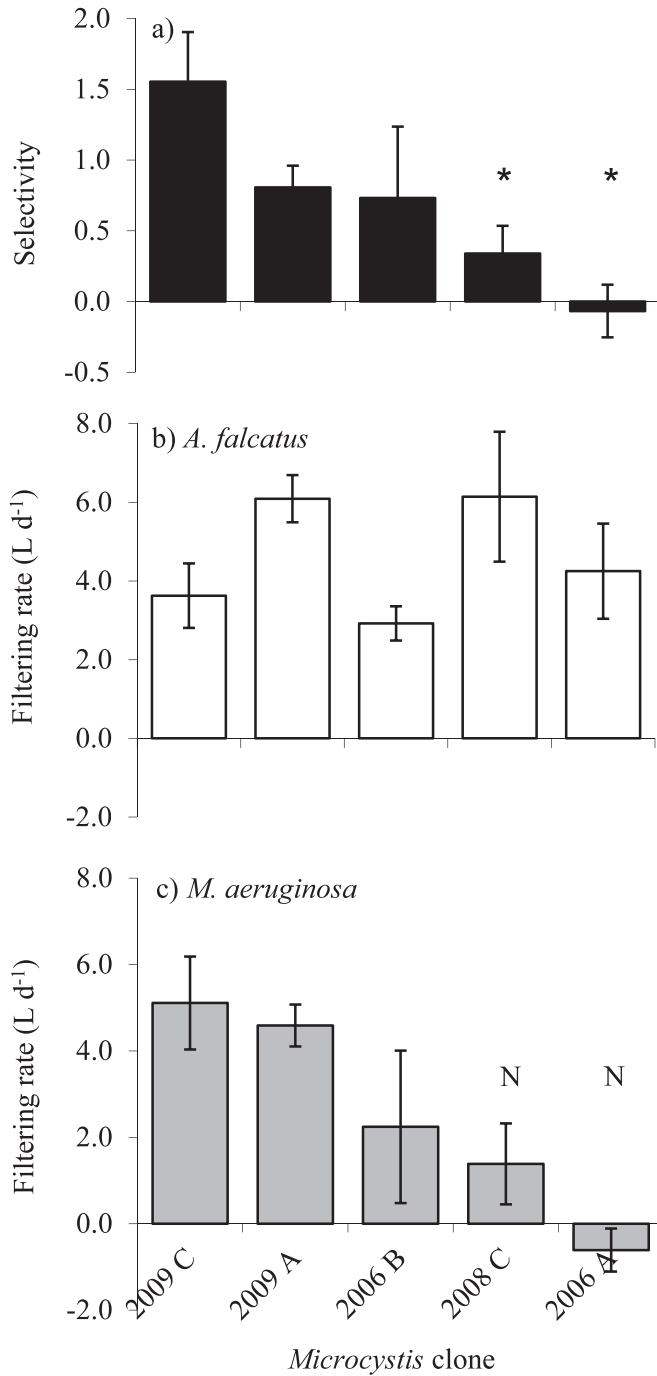 a)
2.0
1.5
1.0
0.5
0.0
-0.5
Selectivity
* *
b) A. falcatus
8.0
6.0
4.0
2.0
0.0
-2.0
Filtering rate (L d⁻¹)
c) M. aeruginosa
8.0
6.0
4.0
2.0
0.0
-2.0
Filtering rate (L d⁻¹)
N N
2009 C
2009 A
2006 B
2008 C
2006 A
Microcystis clone